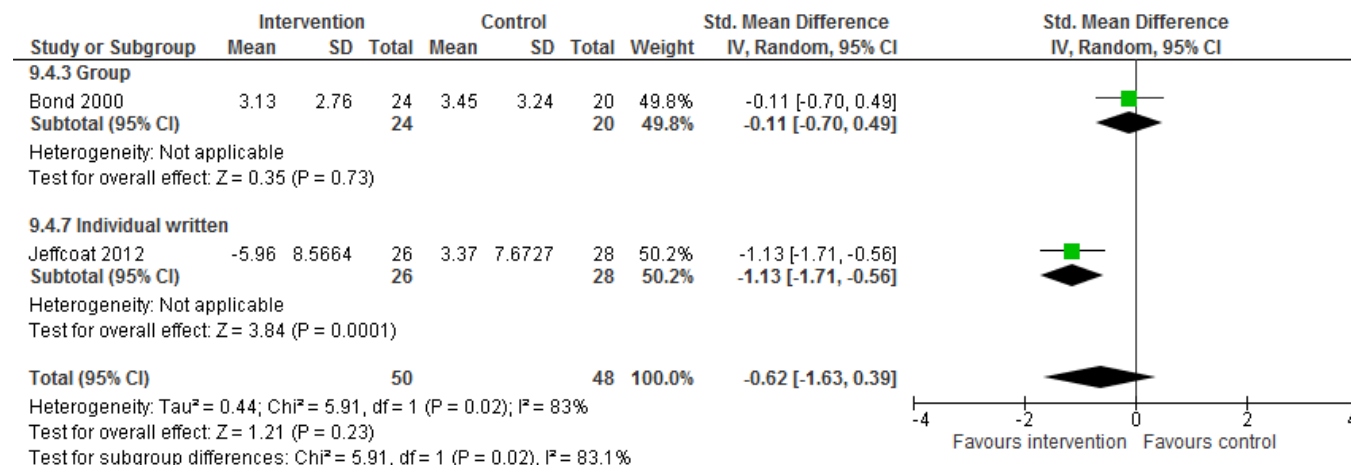 Intervention Control Std. Mean Difference Std. Mean Difference
Study or Subgroup Mean SD Total Mean SD Total Weight IV, Random, 95% CI IV, Random, 95% CI
9.4.3 Group
Bond 2000 3.13 2.76 24 3.45 3.24 20 49.8% -0.11 [-0.70, 0.49]
Subtotal (95% CI) 24 20 49.8% -0.11 [-0.70, 0.49]
Heterogeneity: Not applicable
Test for overall effect: Z = 0.35 (P = 0.73)
9.4.7 Individual written
Jeffcoat 2012 -5.96 8.5664 26 3.37 7.6727 28 50.2% -1.13 [-1.71, -0.56]
Subtotal (95% CI) 26 28 50.2% -1.13 [-1.71, -0.56]
Heterogeneity: Not applicable
Test for overall effect: Z = 3.84 (P = 0.0001)
Total (95% CI) 50 48 100.0% -0.62 [-1.63, 0.39]
Heterogeneity: Tau² = 0.44; Chi² = 5.91, df = 1 (P = 0.02); I² = 83%
Test for overall effect: Z = 1.21 (P = 0.23)
Test for subgroup differences: Chi² = 5.91, df = 1 (P = 0.02), I² = 83.1%
-4 -2 0 2 4
Favours intervention Favours control